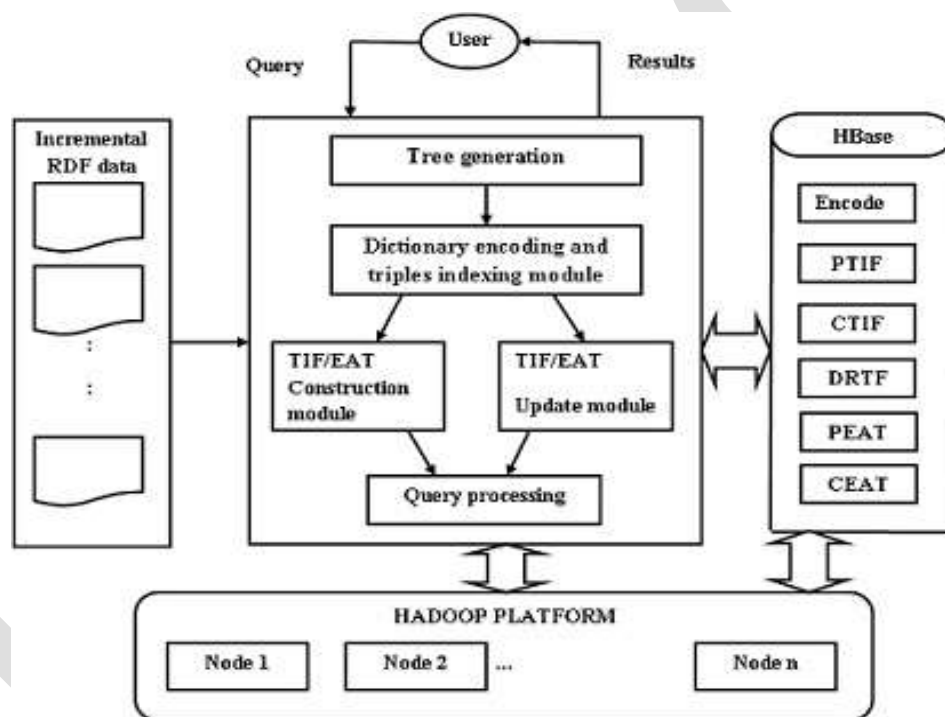 User
Query
Results
Incremental
RDF data
:
:
Tree generation
Dictionary encoding and
triples indexing module
TIF/EAT
Construction
module
TIF/EAT
Update module
Query processing
HBase
Encode
PTIF
CTIF
DRTF
PEAT
CEAT
HADOOP PLATFORM
Node 1
Node 2
...
Node n